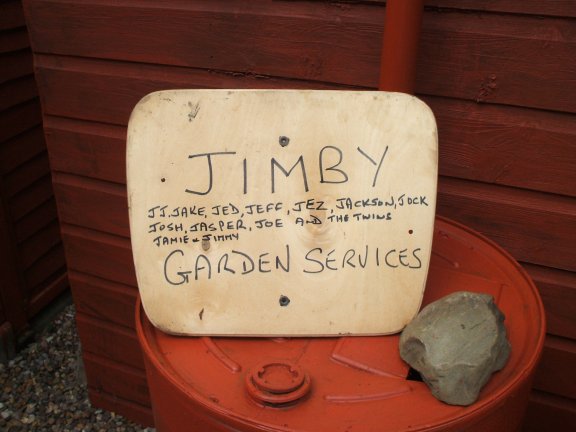 JIMBY
JJ, JAKE, JED, JEFF, JEZ, JACKSON, JOCK
JOSH, JASPER, JOE AND THE TWINS
JAMIE & JIMMY
GARDEN SERVICES